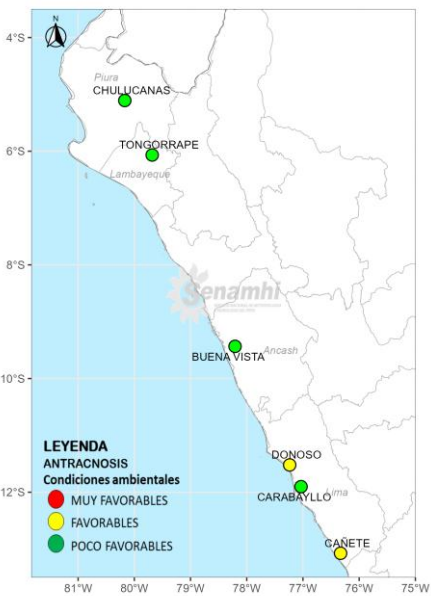 4°S
N
Piura
CHULUCANAS
TONGORRAPE
6°S
Lambayeque
8°S
Senamhi
BUENA VISTA
Ancash
10°S
LEYENDA
ANTRACNOSIS
Condiciones ambientales
MUY FAVORABLES
FAVORABLES
POCO FAVORABLES
DONOSO
12°S
CARABAYLLO
Lima
CAÑETE
81°W 80°W 79°W 78°W 77°W 76°W 75°W